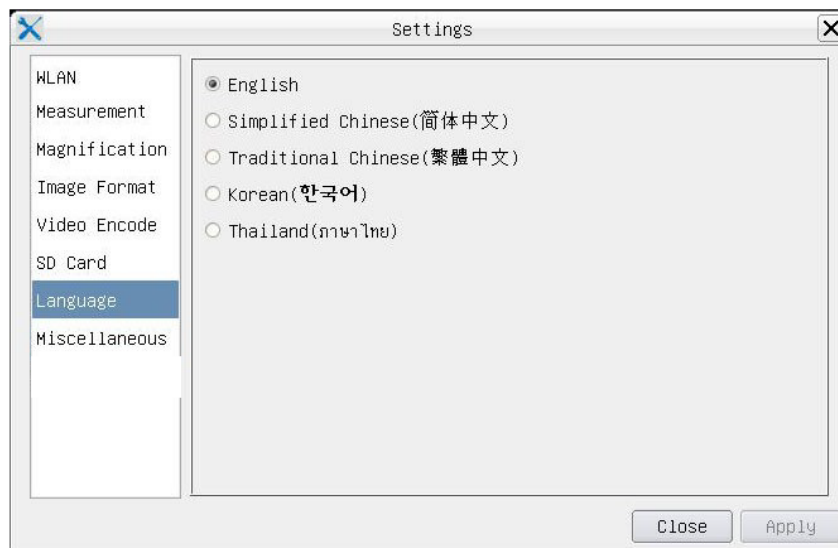 Settings
WLAN
Measurement
Magnification
Image Format
Video Encode
SD Card
Language
Miscellaneous
English
Simplified Chinese(简体中文)
Traditional Chinese(繁體中文)
Korean(한국어)
Thailand(ภาษาไทย)
Close
Apply